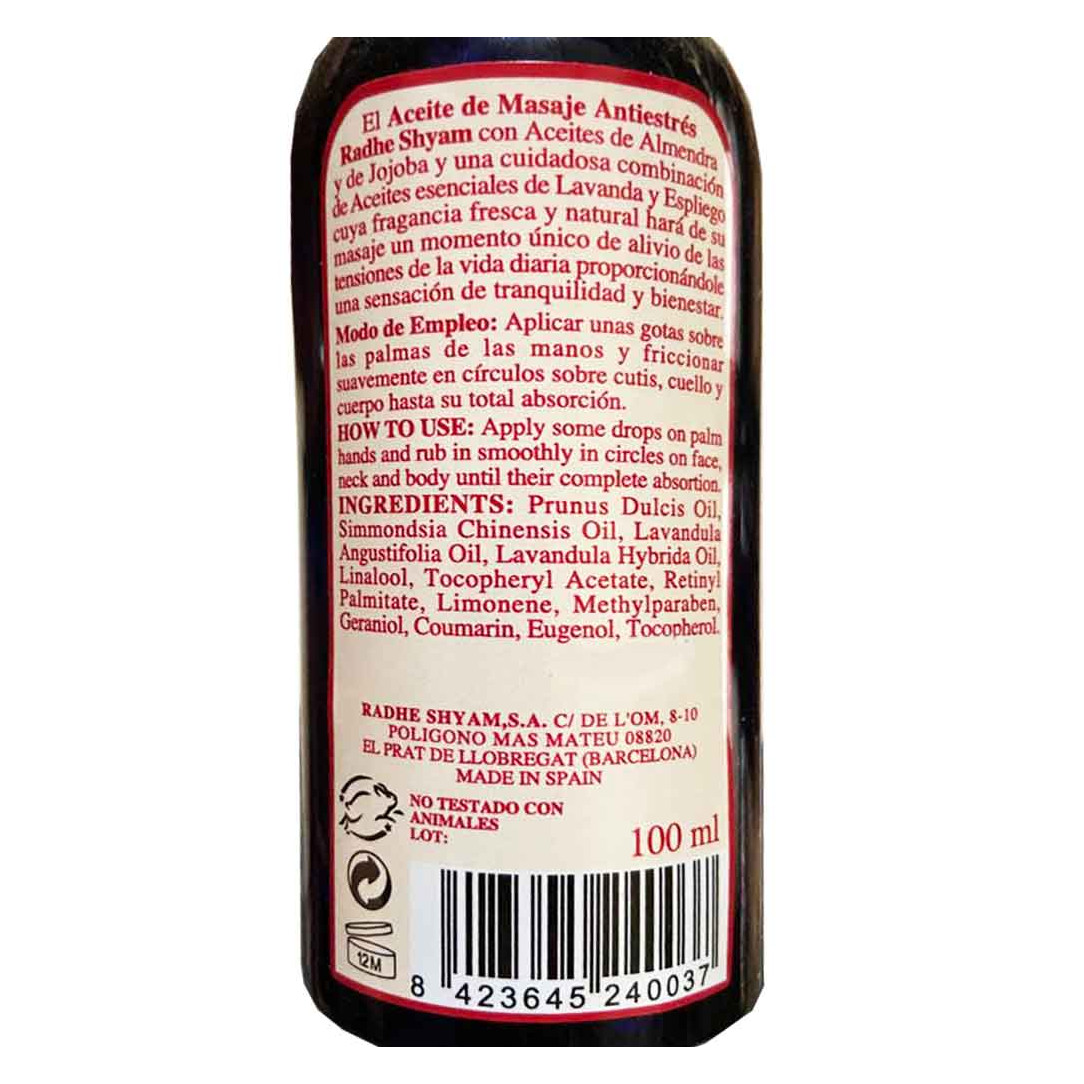 El Aceite de Masaje Antiestrés
Radhe Shyam con Aceites de Almendra
y de Jojoba y una cuidadosa combinación
de Aceites esenciales de Lavanda y Espliego
cuya fragancia fresca y natural hará de su
masaje un momento único de alivio de las
tensiones de la vida diaria proporcionándole
una sensación de tranquilidad y bienestar.
Modo de Empleo: Aplicar unas gotas sobre
las palmas de las manos y friccionar
suavemente en círculos sobre cutis, cuello y
cuerpo hasta su total absorción.
HOW TO USE: Apply some drops on palm
hands and rub in smoothly in circles on face,
neck and body until their complete absortion.
INGREDIENTS: Prunus Dulcis Oil,
Simmondsia Chinensis Oil, Lavandula
Angustifolia Oil, Lavandula Hybrida Oil,
Linalool, Tocopheryl Acetate, Retinyl
Palmitate, Limonene, Methylparaben,
Geraniol, Coumarin, Eugenol, Tocopherol.
RADHE SHYAM,S.A. C/ DE L'OM, 8-10
POLIGONO MAS MATEU 08820
EL PRAT DE LLOBREGAT (BARCELONA)
MADE IN SPAIN
NO TESTADO CON
ANIMALES
LOT:
100 ml
12M
8 423645 240037